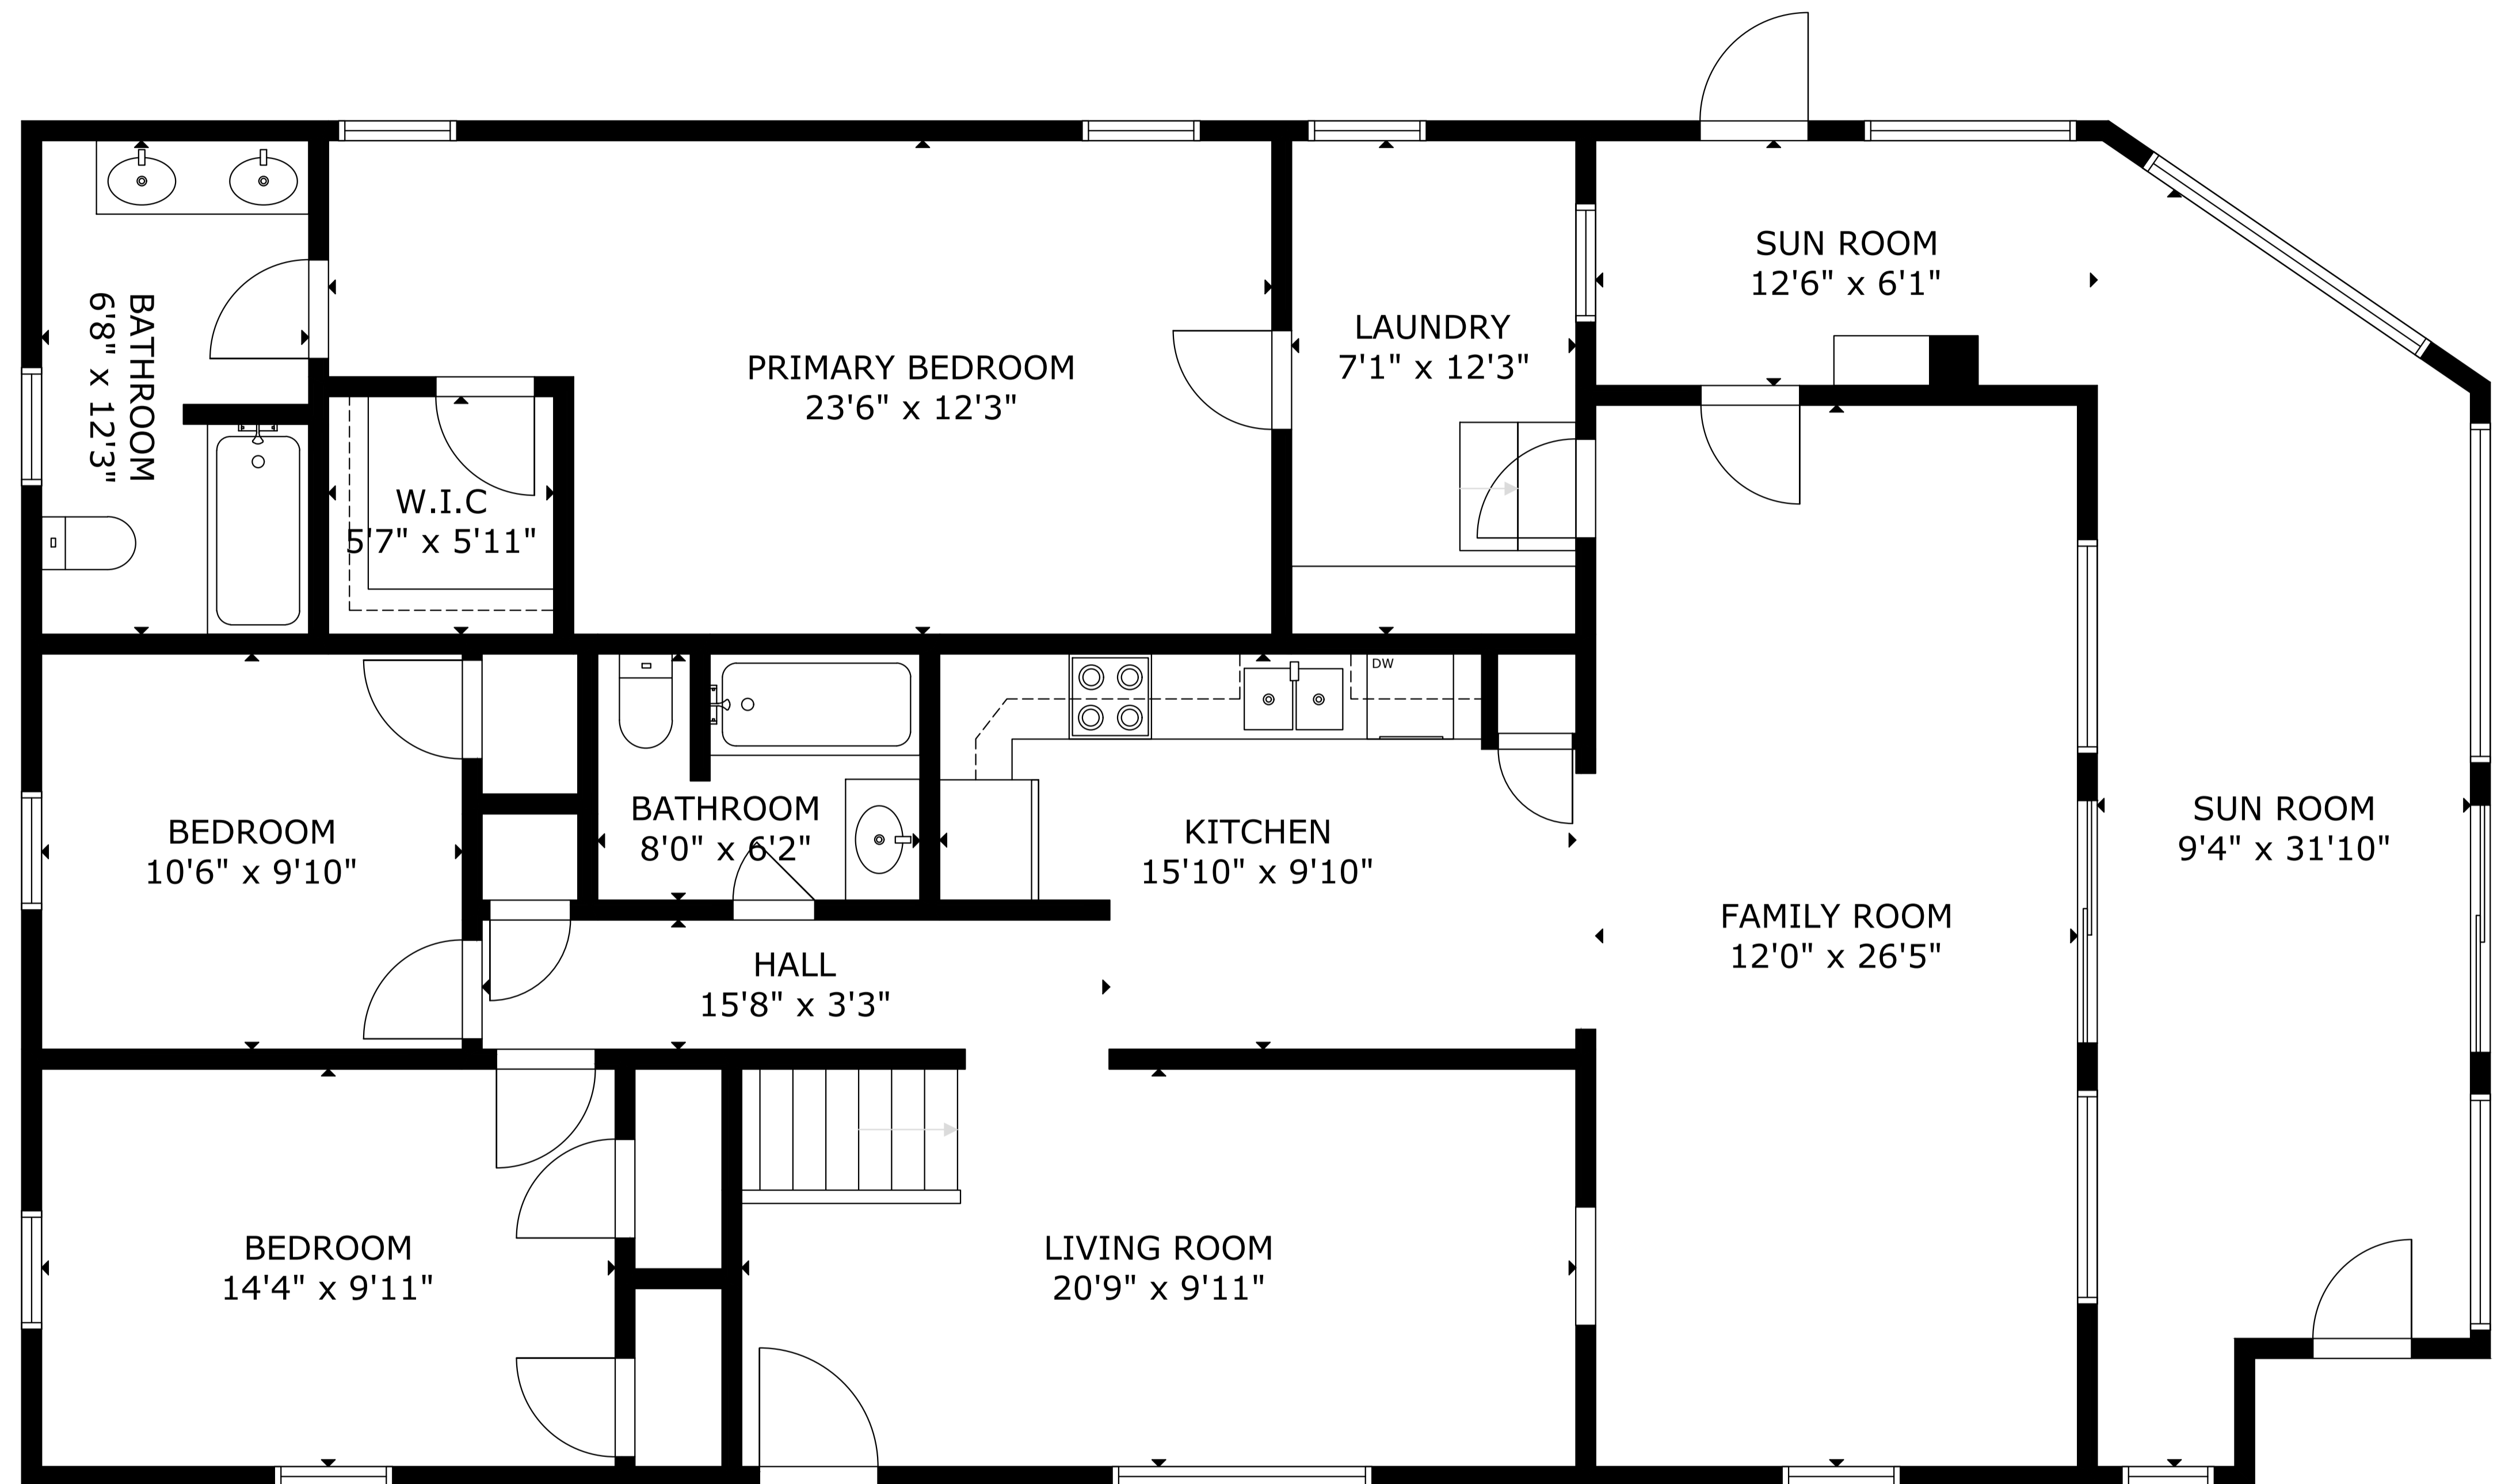 SUN ROOM
12'6" x 6'1"
BATHROOM
6'8" x 12'3"
LAUNDRY
7'1" x 12'3"
PRIMARY BEDROOM
23'6" x 12'3"
W.I.C
5'7" x 5'11"
DW
BATHROOM
8'0" x 6'2"
SUN ROOM
9'4" x 31'10"
BEDROOM
10'6" x 9'10"
KITCHEN
15'10" x 9'10"
FAMILY ROOM
12'0" x 26'5"
HALL
15'8" x 3'3"
BEDROOM
14'4" x 9'11"
LIVING ROOM
20'9" x 9'11"